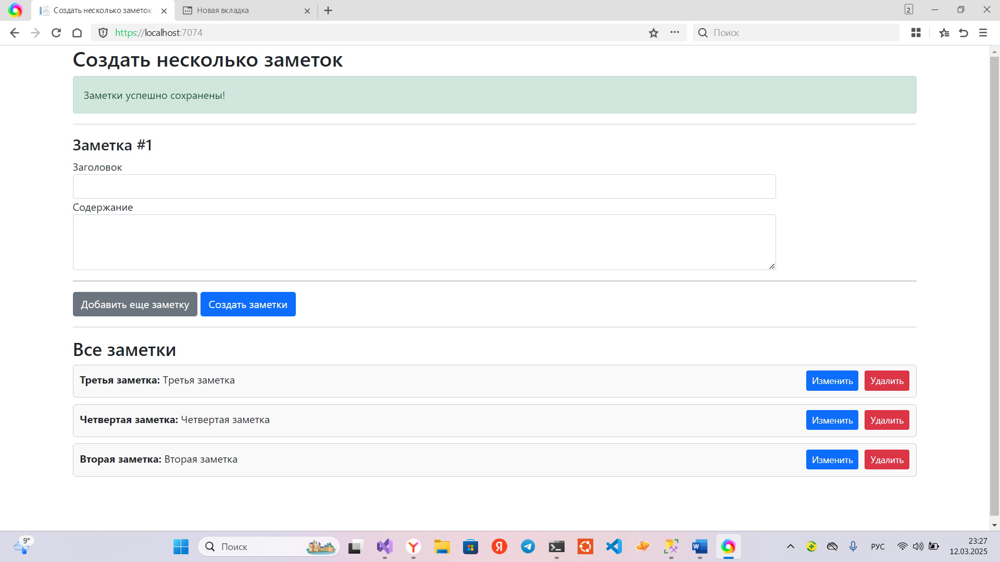 Создать несколько заметок
Новая вкладка
2
https://localhost:7074
Поиск
Создать несколько заметок
Заметки успешно сохранены!
Заметка #1
Заголовок
Содержание
Добавить еще заметку
Создать заметки
Все заметки
Третья заметка: Третья заметка
Изменить
Удалить
Четвертая заметка: Четвертая заметка
Изменить
Удалить
Вторая заметка: Вторая заметка
Изменить
Удалить
9°
Поиск
РУС
23:27
12.03.2025